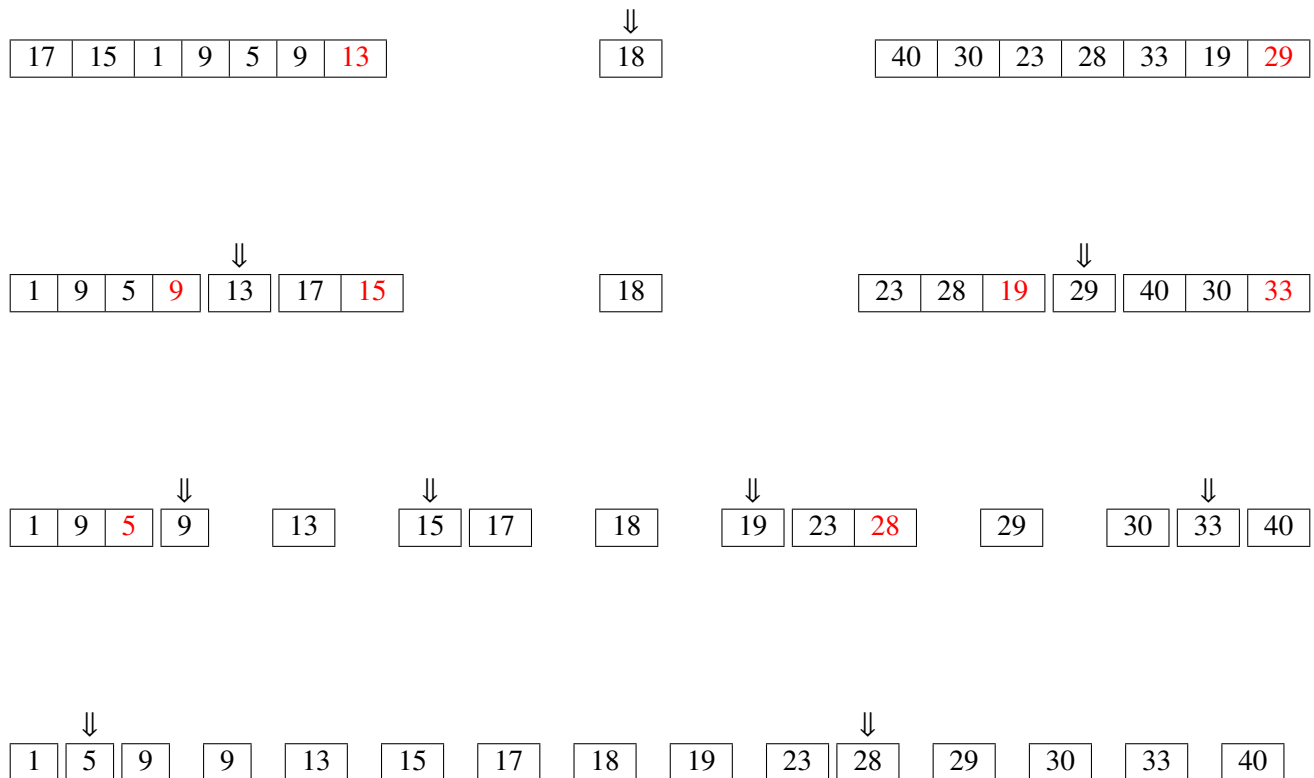 ⇓
17 15 1 9 5 9 13 18 40 30 23 28 33 19 29
⇓ ⇓
1 9 5 9 13 17 15 18 23 28 19 29 40 30 33
⇓ ⇓ ⇓ ⇓
1 9 5 9 13 15 17 18 19 23 28 29 30 33 40
⇓ ⇓
1 5 9 9 13 15 17 18 19 23 28 29 30 33 40